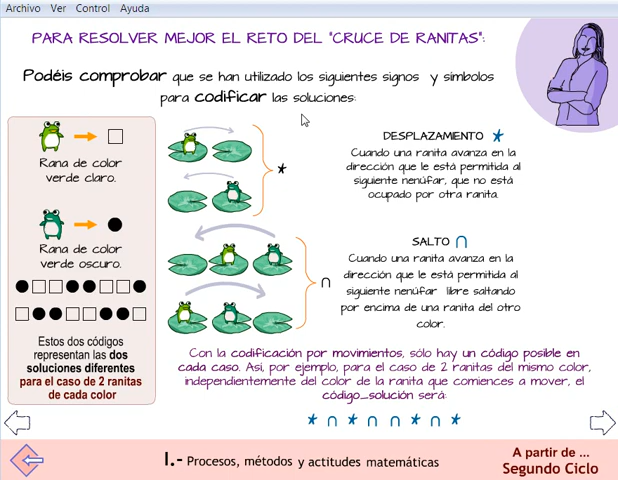 Archivo Ver Control Ayuda
PARA RESOLVER MEJOR EL RETO DEL "CRUCE DE RANITAS":
Podéis comprobar que se han utilizado los siguientes signos y símbolos
para codificar las soluciones:
Rana de color
verde claro.
Rana de color
verde oscuro.
Estos dos códigos
representan las dos
soluciones diferentes
para el caso de 2 ranitas
de cada color
*
∩
DESPLAZAMIENTO *
Cuando una ranita avanza en la
dirección que le está permitida al
siguiente nenúfar, que no está
ocupado por otra ranita.
SALTO ∩
Cuando una ranita avanza en la
dirección que le está permitida al
siguiente nenúfar libre saltando
por encima de una ranita del otro
color.
Con la codificación por movimientos, sólo hay un código posible en
cada caso. Así, por ejemplo, para el caso de 2 ranitas del mismo color,
independientemente del color de la ranita que comiences a mover, el
código_solución será:
* ∩ * ∩ ∩ * ∩ *
I.- Procesos, métodos y actitudes matemáticas
A partir de ...
Segundo Ciclo